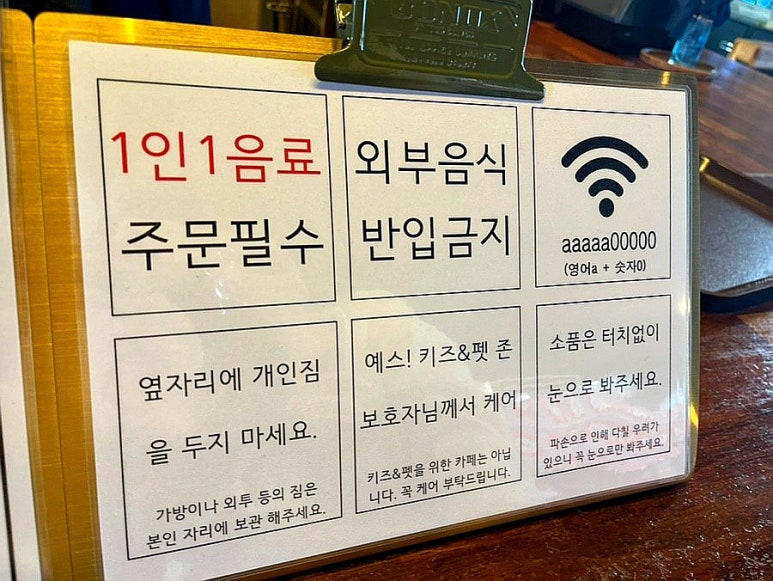 1인1음료
주문필수
외부음식
반입금지
aaaaa00000
(영어a + 숫자0)
옆자리에 개인짐
을 두지 마세요.
가방이나 외투 등의 짐은
본인 자리에 보관 해주세요.
예스! 키즈&펫 존
보호자님께서 케어
키즈&펫을 위한 카페는 아닙
니다. 꼭 케어 부탁드립니다.
소품은 터치없이
눈으로 봐주세요.
파손으로 인해 다칠 우려가
있으니 꼭 눈으로만 봐주세요.